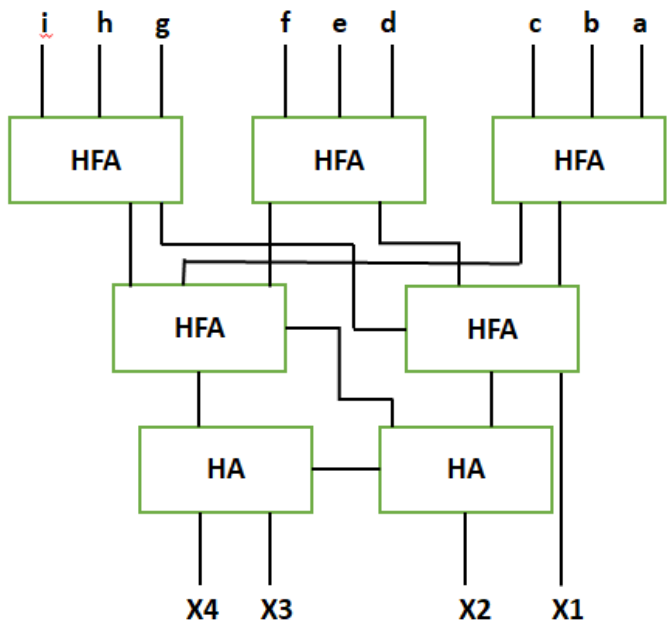 i h g f e d c b a
HFA HFA HFA
HFA HFA
HA HA
X4 X3 X2 X1